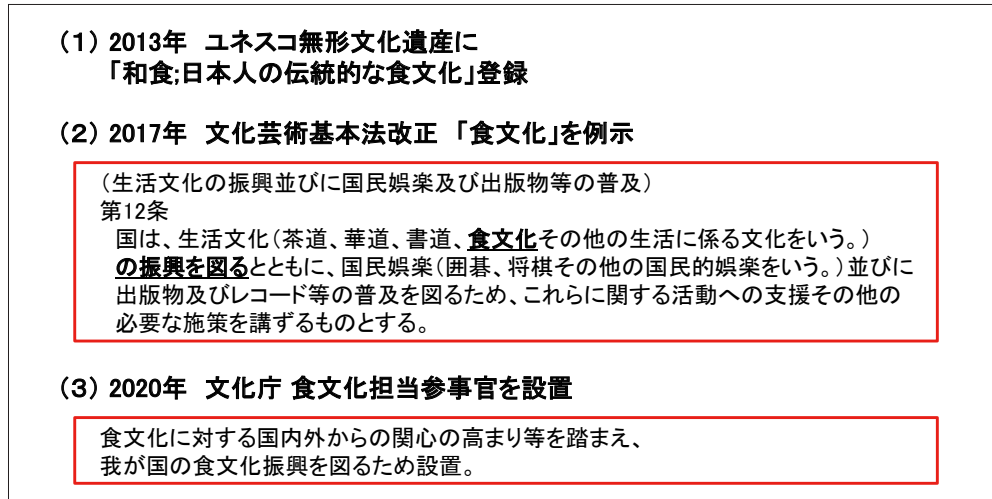 (1) 2013年 ユネスコ無形文化遺産に
「和食;日本人の伝統的な食文化」登録
(2) 2017年 文化芸術基本法改正 「食文化」を例示
(生活文化の振興並びに国民娯楽及び出版物等の普及)
第12条
国は、生活文化(茶道、華道、書道、食文化その他の生活に係る文化をいう。)
の振興を図るとともに、国民娯楽(囲碁、将棋その他の国民的娯楽をいう。)並びに
出版物及びレコード等の普及を図るため、これらに関する活動への支援その他の
必要な施策を講ずるものとする。
(3) 2020年 文化庁 食文化担当参事官を設置
食文化に対する国内外からの関心の高まり等を踏まえ、
我が国の食文化振興を図るため設置。